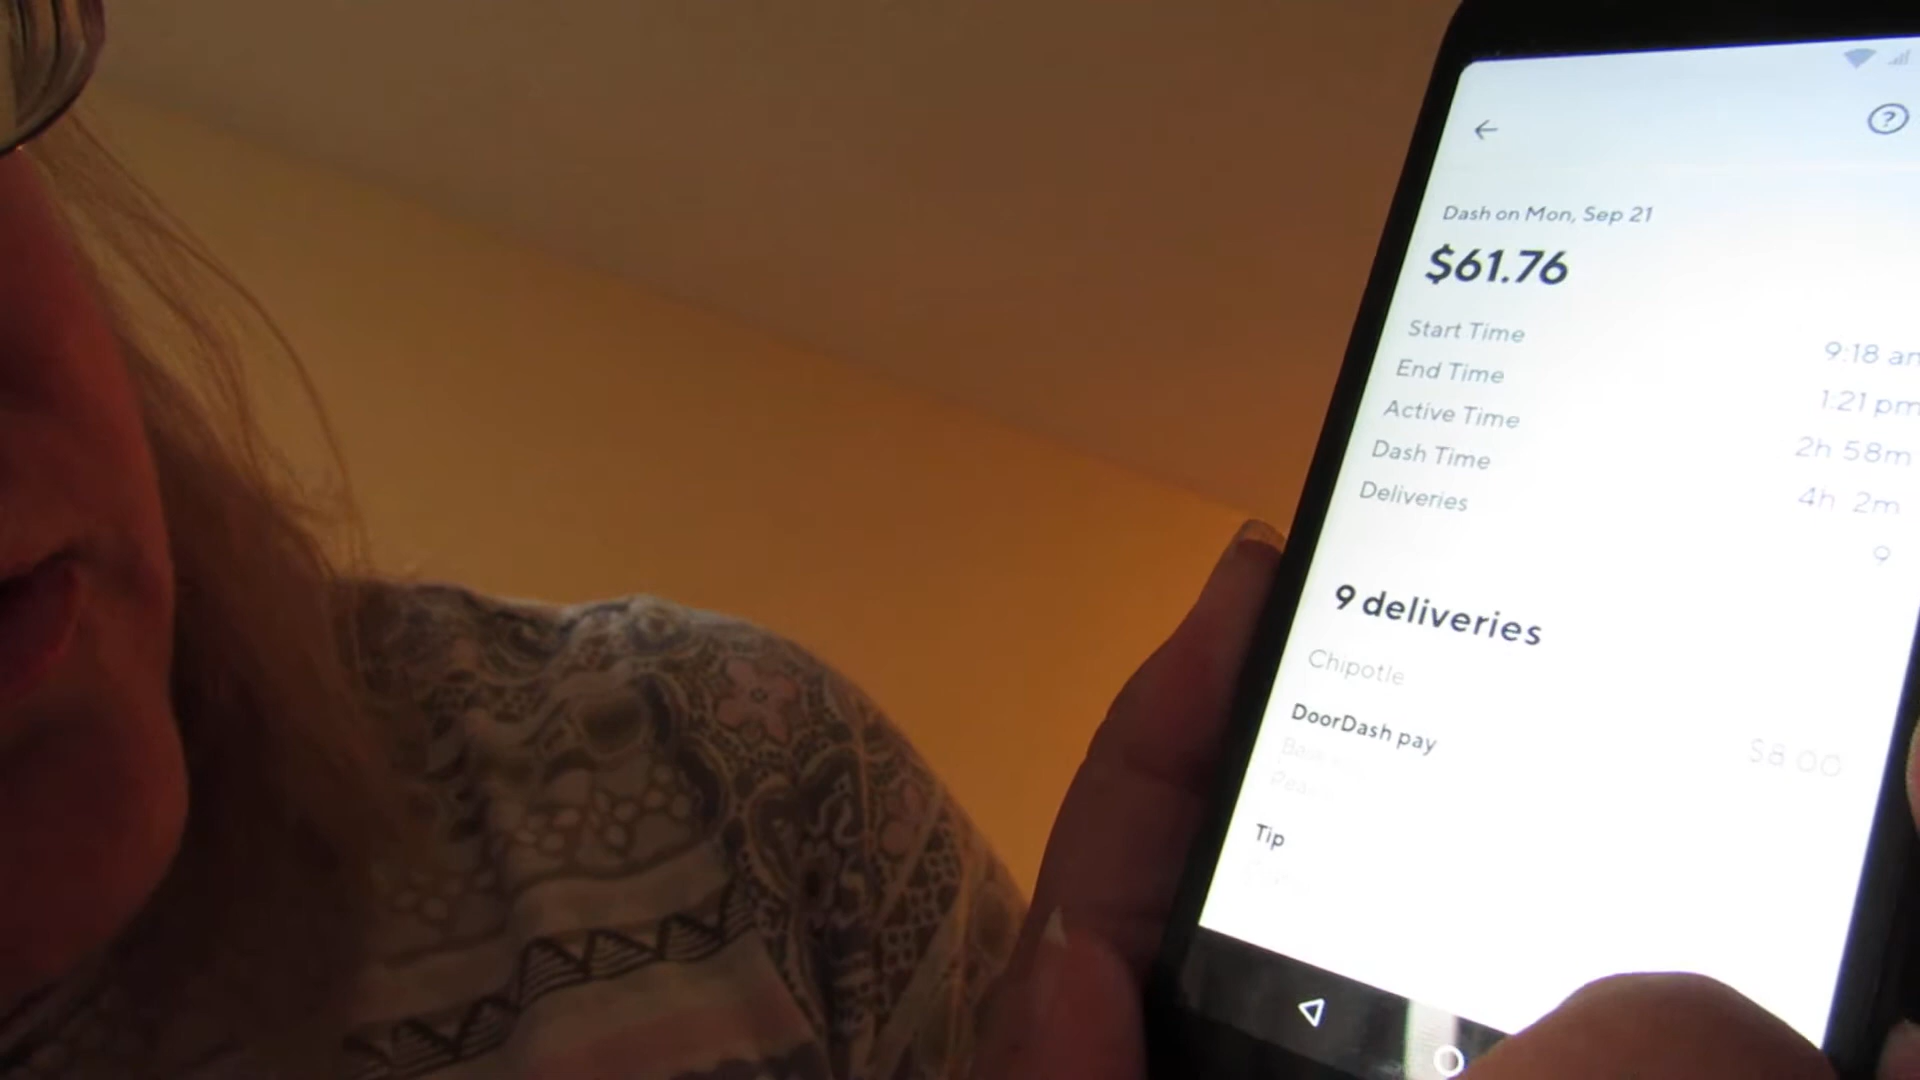 Dash on Mon, Sep 21
$61.76
Start Time 9:18 am
End Time 1:21 pm
Active Time 2h 58m
Dash Time 4h 2m
Deliveries 9
9 deliveries
Chipotle
DoorDash pay $8.00
Tip